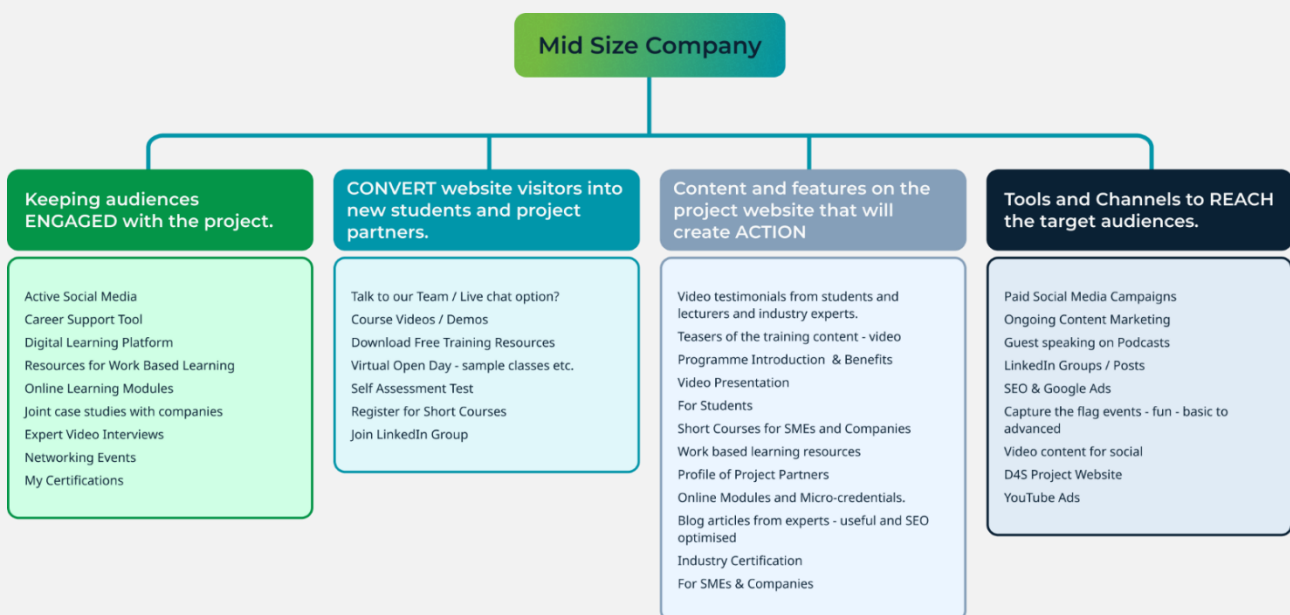 Mid Size Company
Keeping audiences
ENGAGED with the project.
Active Social Media
Career Support Tool
Digital Learning Platform
Resources for Work Based Learning
Online Learning Modules
Joint case studies with companies
Expert Video Interviews
Networking Events
My Certifications
CONVERT website visitors into
new students and project
partners.
Talk to our Team / Live chat option?
Course Videos / Demos
Download Free Training Resources
Virtual Open Day - sample classes etc.
Self Assessment Test
Register for Short Courses
Join LinkedIn Group
Content and features on the
project website that will
create ACTION
Video testimonials from students and
lecturers and industry experts.
Teasers of the training content - video
Programme Introduction & Benefits
Video Presentation
For Students
Short Courses for SMEs and Companies
Work based learning resources
Profile of Project Partners
Online Modules and Micro-credentials.
Blog articles from experts - useful and SEO
optimised
Industry Certification
For SMEs & Companies
Tools and Channels to REACH
the target audiences.
Paid Social Media Campaigns
Ongoing Content Marketing
Guest speaking on Podcasts
LinkedIn Groups / Posts
SEO & Google Ads
Capture the flag events - fun - basic to
advanced
Video content for social
D4S Project Website
YouTube Ads